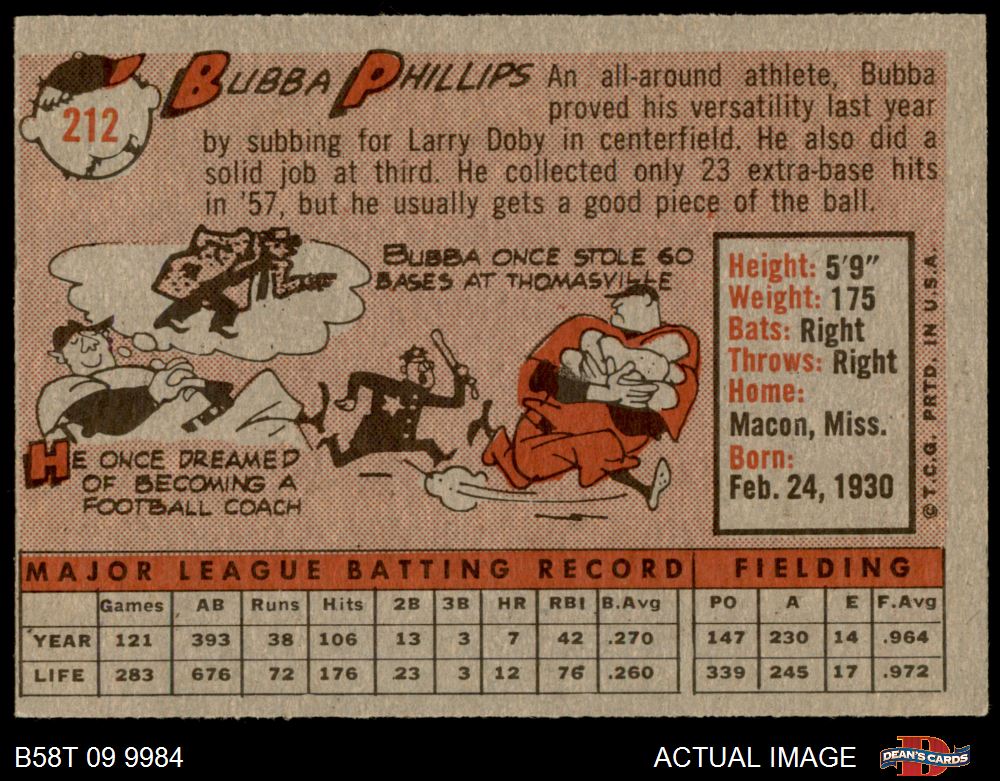 212
BUBBA PHILLIPS An all-around athlete, Bubba
proved his versatility last year
by subbing for Larry Doby in centerfield. He also did a
solid job at third. He collected only 23 extra-base hits
in '57, but he usually gets a good piece of the ball.
BUBBA ONCE STOLE 60
BASES AT THOMASVILLE
HE ONCE DREAMED
OF BECOMING A
FOOTBALL COACH
Height: 5'9"
Weight: 175
Bats: Right
Throws: Right
Home:
Macon, Miss.
Born:
Feb. 24, 1930
© T.C.G. PRTD. IN U.S.A.
MAJOR LEAGUE BATTING RECORD FIELDING
Games AB Runs Hits 2B 3B HR RBI B.Avg PO A E F.Avg
YEAR 121 393 38 106 13 3 7 42 .270 147 230 14 .964
LIFE 283 676 72 176 23 3 12 76 .260 339 245 17 .972
B58T 09 9984 ACTUAL IMAGE DEAN'S CARDS